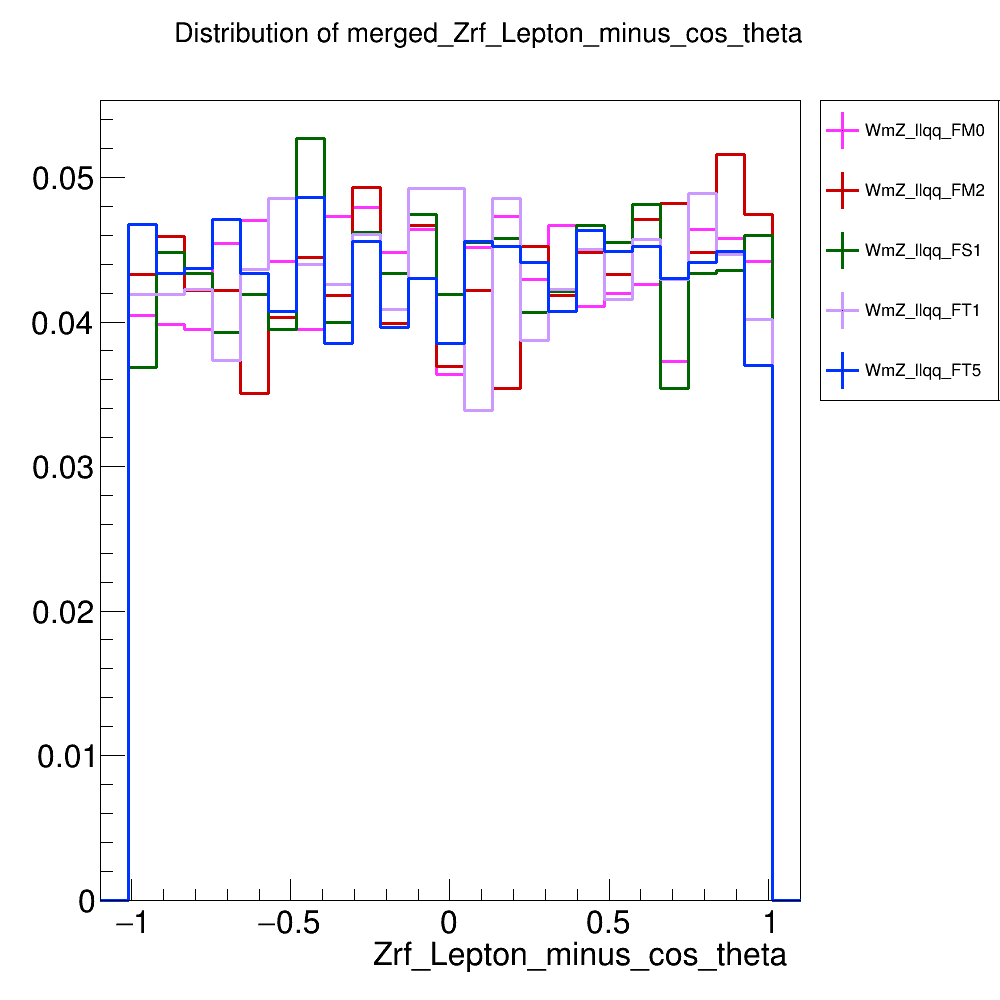 Distribution of merged_Zrf_Lepton_minus_cos_theta
WmZ_llqq_FM0
WmZ_llqq_FM2
WmZ_llqq_FS1
WmZ_llqq_FT1
WmZ_llqq_FT5
0.05
0.04
0.03
0.02
0.01
0
−1 −0.5 0 0.5 1
Zrf_Lepton_minus_cos_theta